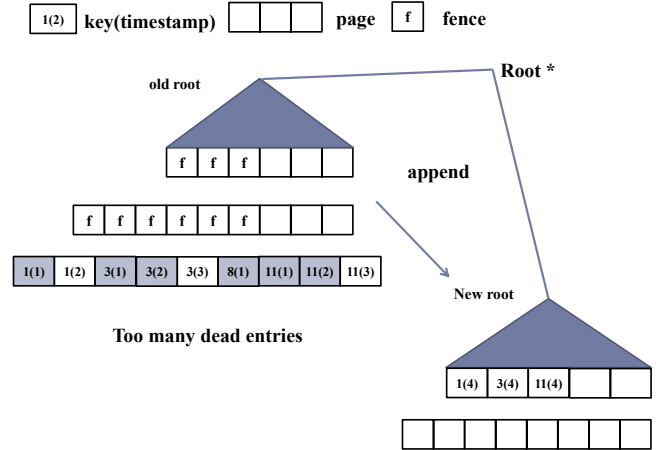 1(2) key(timestamp) page f fence
old root
Root *
f f f
append
f f f f f f
1(1) 1(2) 3(1) 3(2) 3(3) 8(1) 11(1) 11(2) 11(3)
New root
Too many dead entries
1(4) 3(4) 11(4)